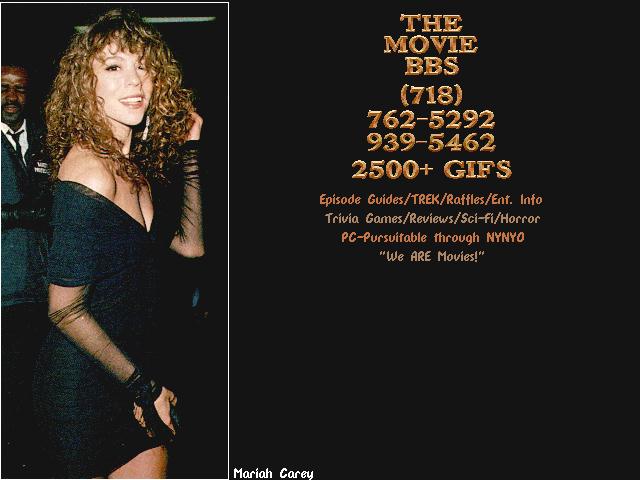 THE
MOVIE
BBS
(718)
762-5292
939-5462
2500+ GIFS
Episode Guides/TREK/Raffles/Ent. Info
Trivia Games/Reviews/Sci-Fi/Horror
PC-Pursuitable through NYNYO
"We ARE Movies!"
Mariah Carey